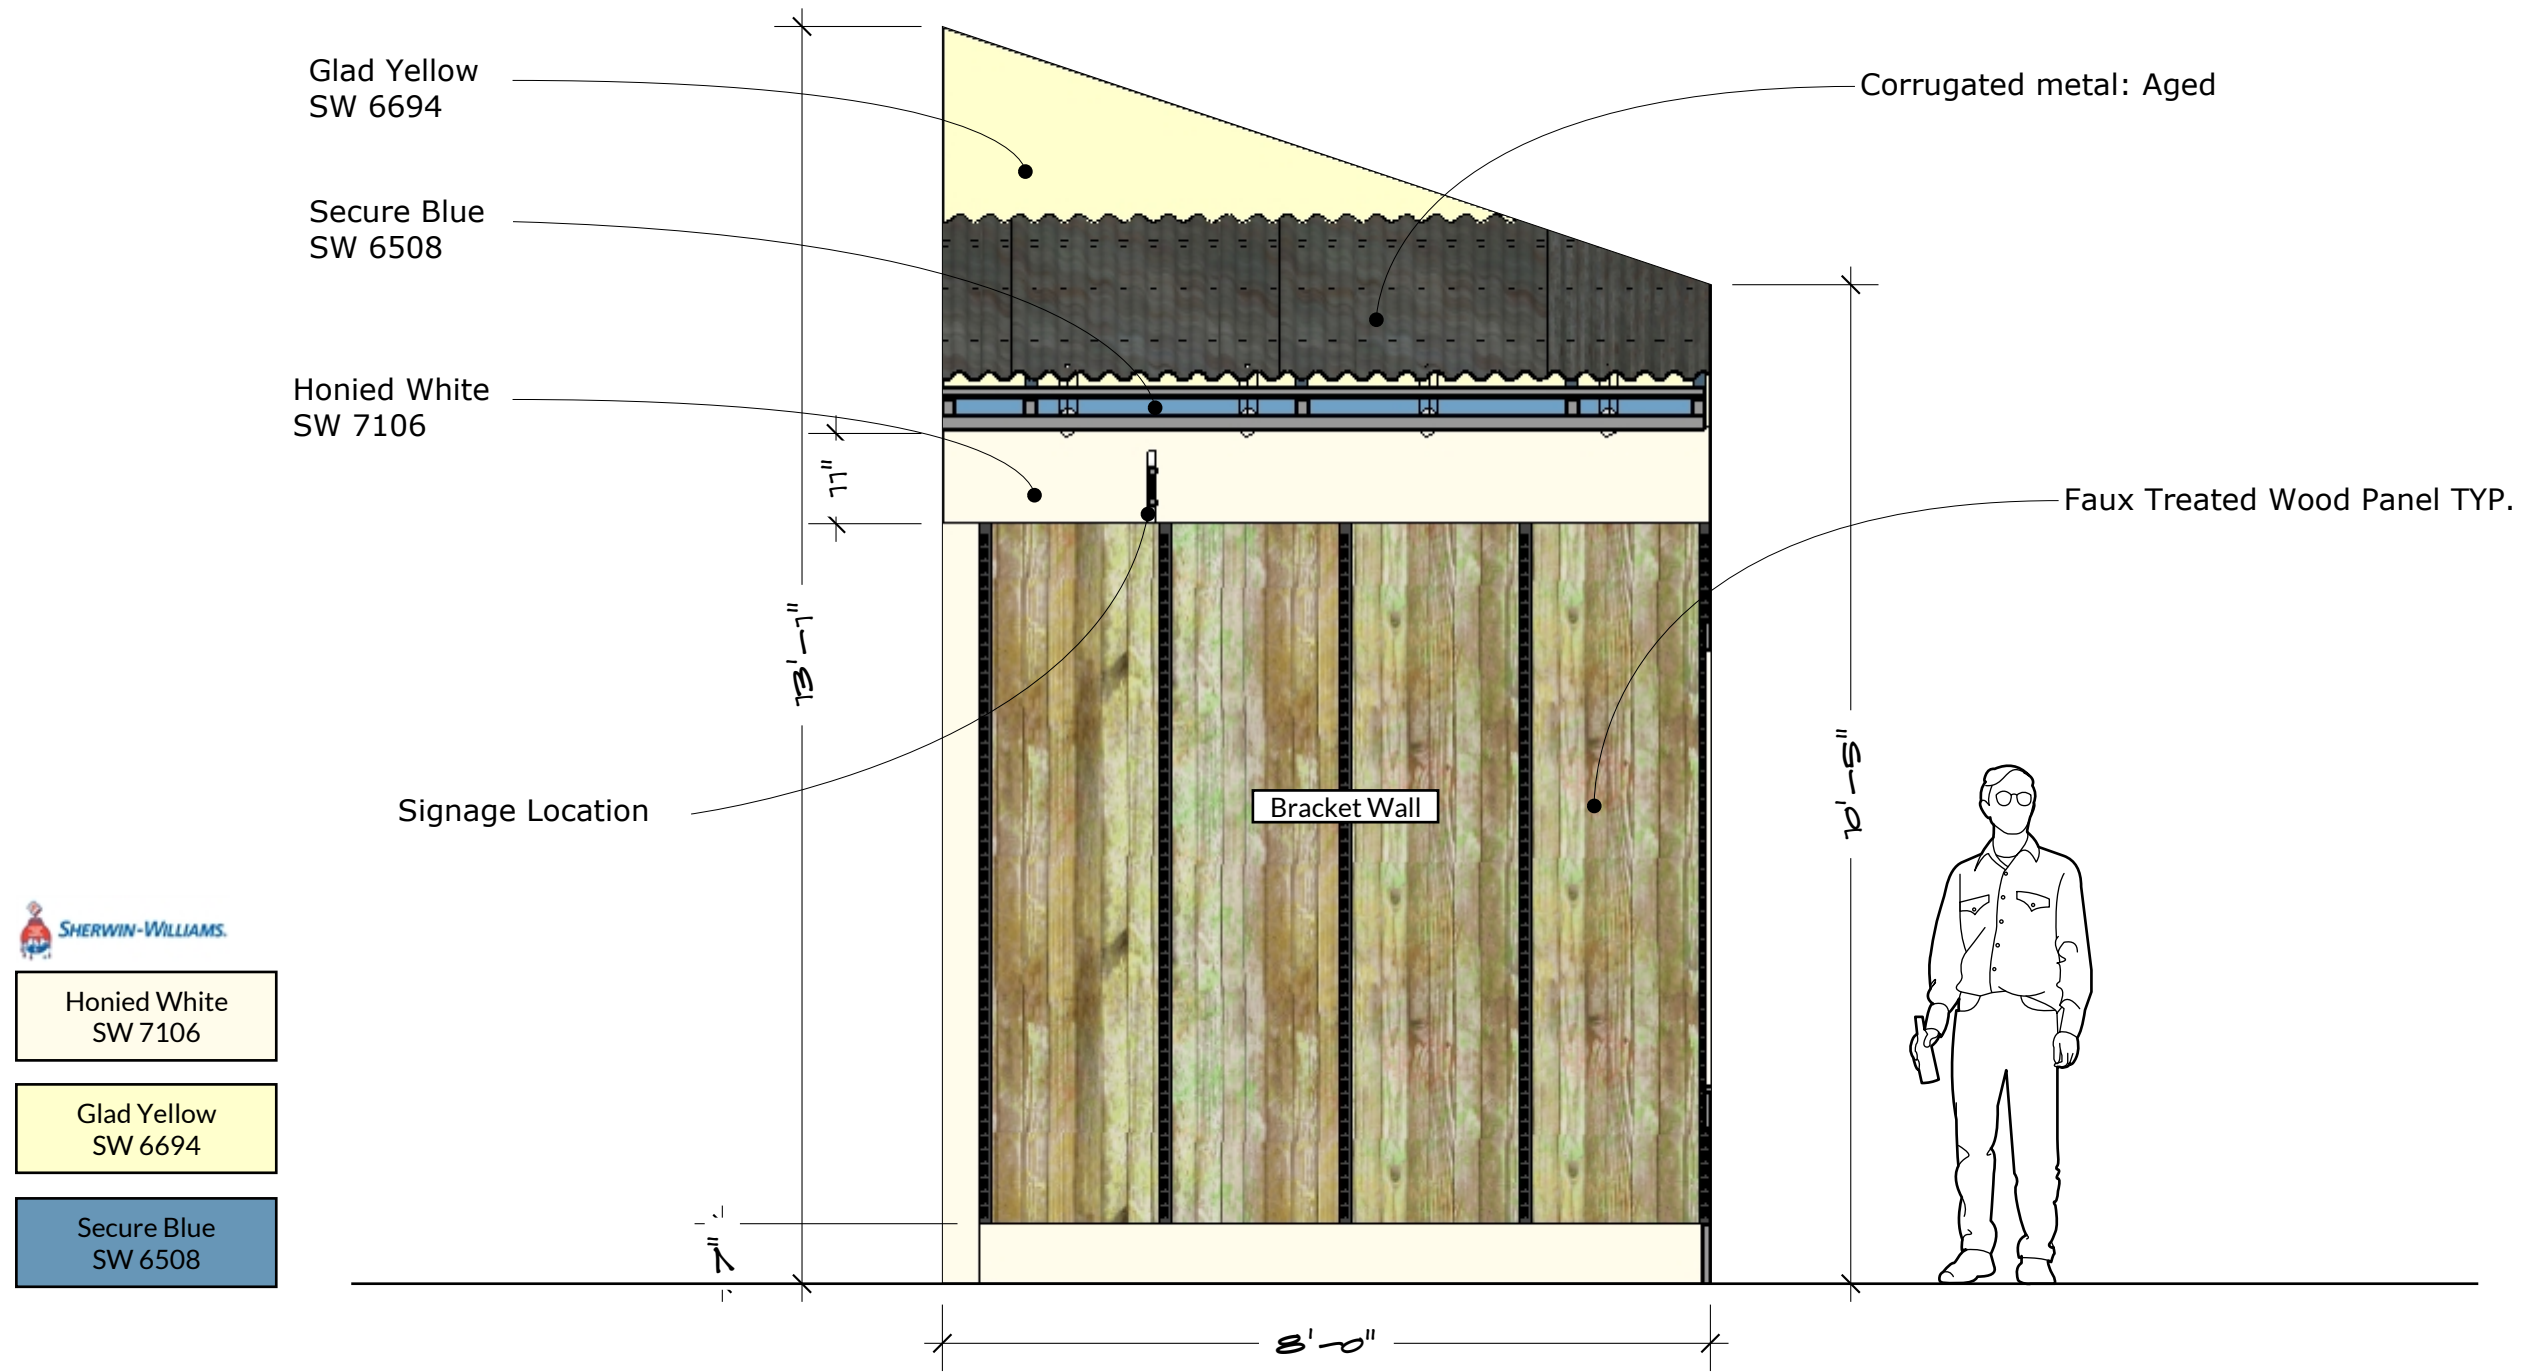 Glad Yellow
SW 6694
Corrugated metal: Aged
Secure Blue
SW 6508
Honied White
SW 7106
11"
Faux Treated Wood Panel TYP.
13'-1"
10'-5"
Signage Location
Bracket Wall
SHERWIN-WILLIAMS.
Honied White
SW 7106
Glad Yellow
SW 6694
Secure Blue
SW 6508
7"
8'-0"